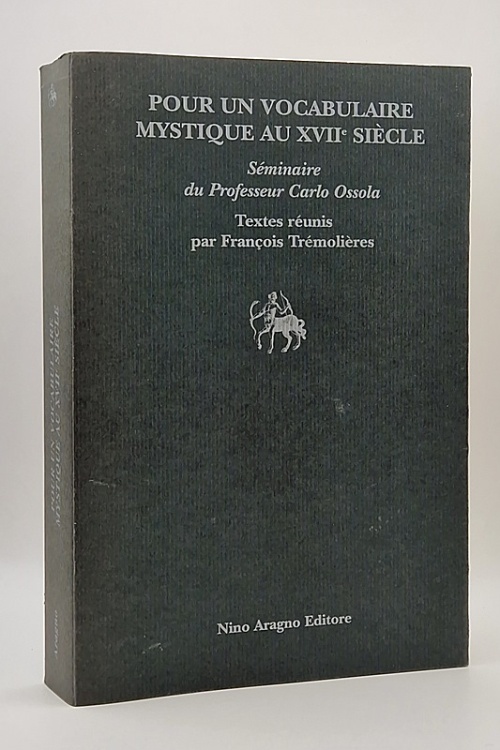 POUR UN VOCABULAIRE
MYSTIQUE AU XVIIe SIÈCLE
Séminaire
du Professeur Carlo Ossola
Textes réunis
par François Trémolières
Nino Aragno Editore
POUR UN VOCABULAIRE
MYSTIQUE AU XVIIe SIÈCLE
ARAGNO